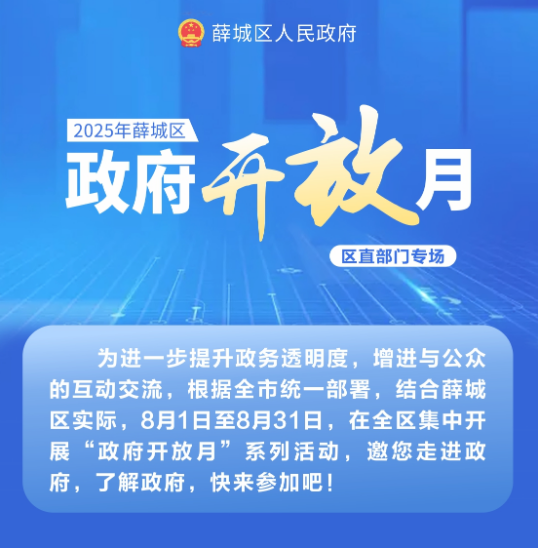 薛城区人民政府
2025年薛城区
政府开放月
区直部门专场
为进一步提升政务透明度，增进与公众
的互动交流，根据全市统一部署，结合薛城
区实际，8月1日至8月31日，在全区集中开
展“政府开放月”系列活动，邀您走进政
府，了解政府，快来参加吧！